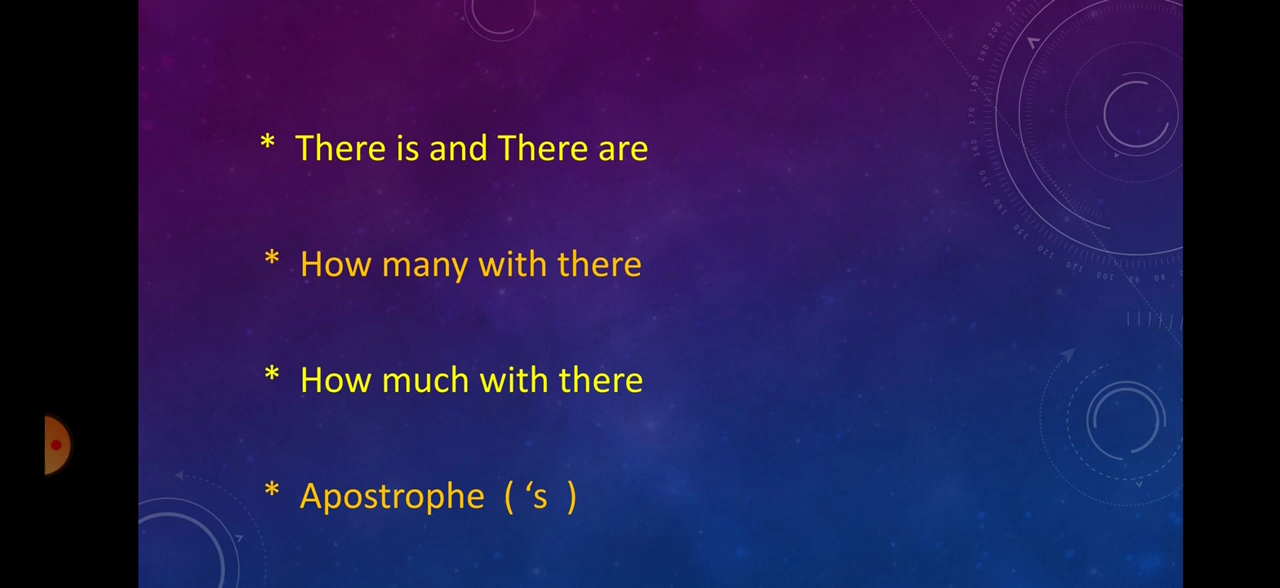 * There is and There are
* How many with there
* How much with there
* Apostrophe ( ‘s )